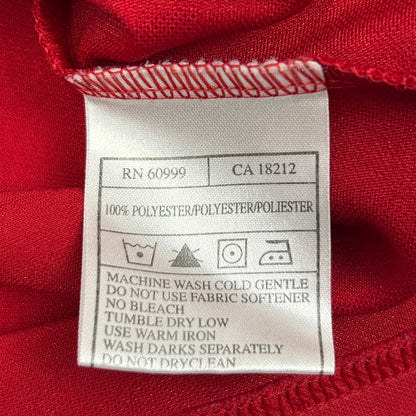 RN 60999 CA 18212
100% POLYESTER/POLYESTER/POLIESTER
MACHINE WASH COLD GENTLE
DO NOT USE FABRIC SOFTENER
NO BLEACH
TUMBLE DRY LOW
USE WARM IRON
WASH DARKS SEPARATELY
DO NOT DRYCLEAN